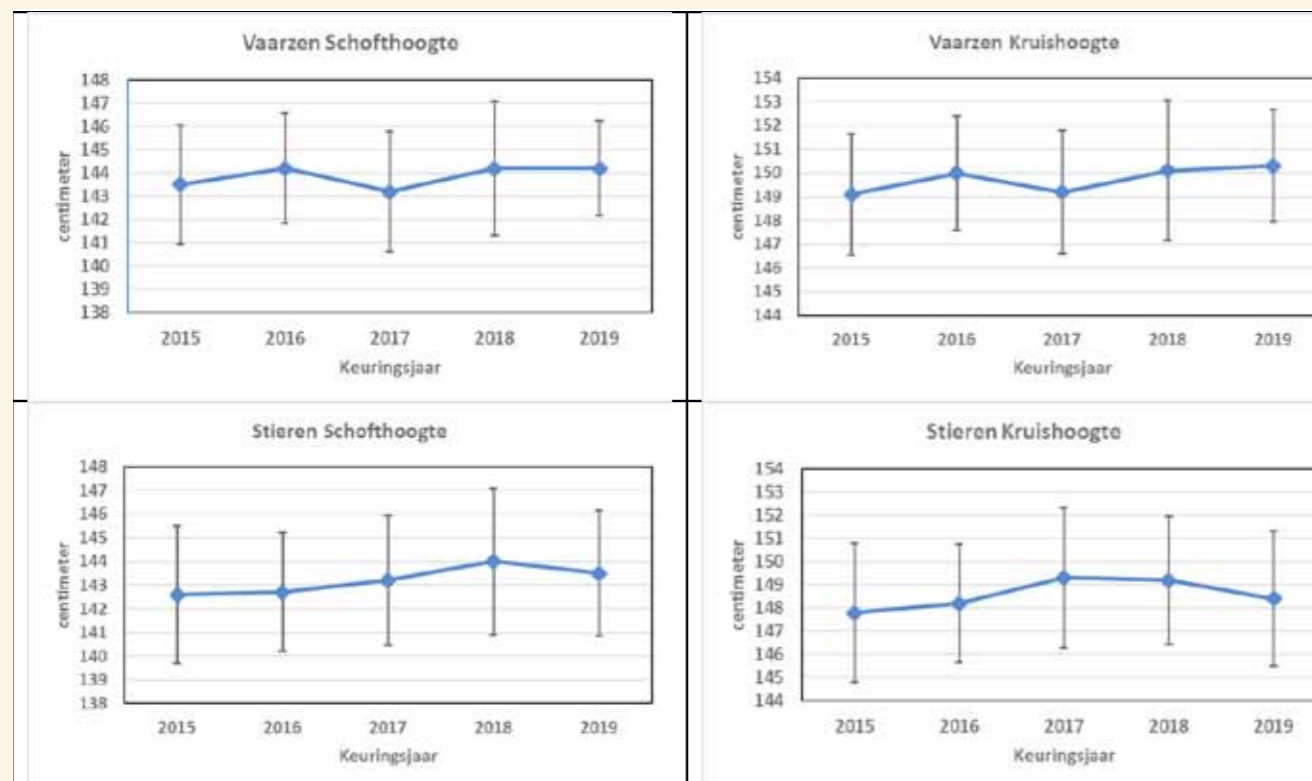 Vaarzen Schofthoogte
148
147
146
145
144
143
142
141
140
139
138
centimeter
2015 2016 2017 2018 2019
Keuringsjaar
Vaarzen Kruishoogte
154
153
152
151
150
149
148
147
146
145
144
centimeter
2015 2016 2017 2018 2019
Keuringsjaar
Stieren Schofthoogte
148
147
146
145
144
143
142
141
140
139
138
centimeter
2015 2016 2017 2018 2019
Keuringsjaar
Stieren Kruishoogte
154
153
152
151
150
149
148
147
146
145
144
centimeter
2015 2016 2017 2018 2019
Keuringsjaar